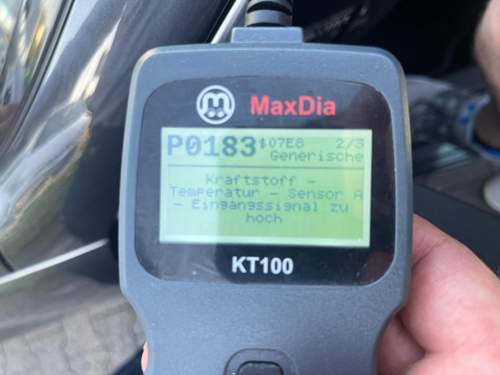 m
MaxDia
P0183 $07E8 2/3
Generische
Kraftstoff -
Temperatur - Sensor A
- Eingangssignal zu
hoch
KT100